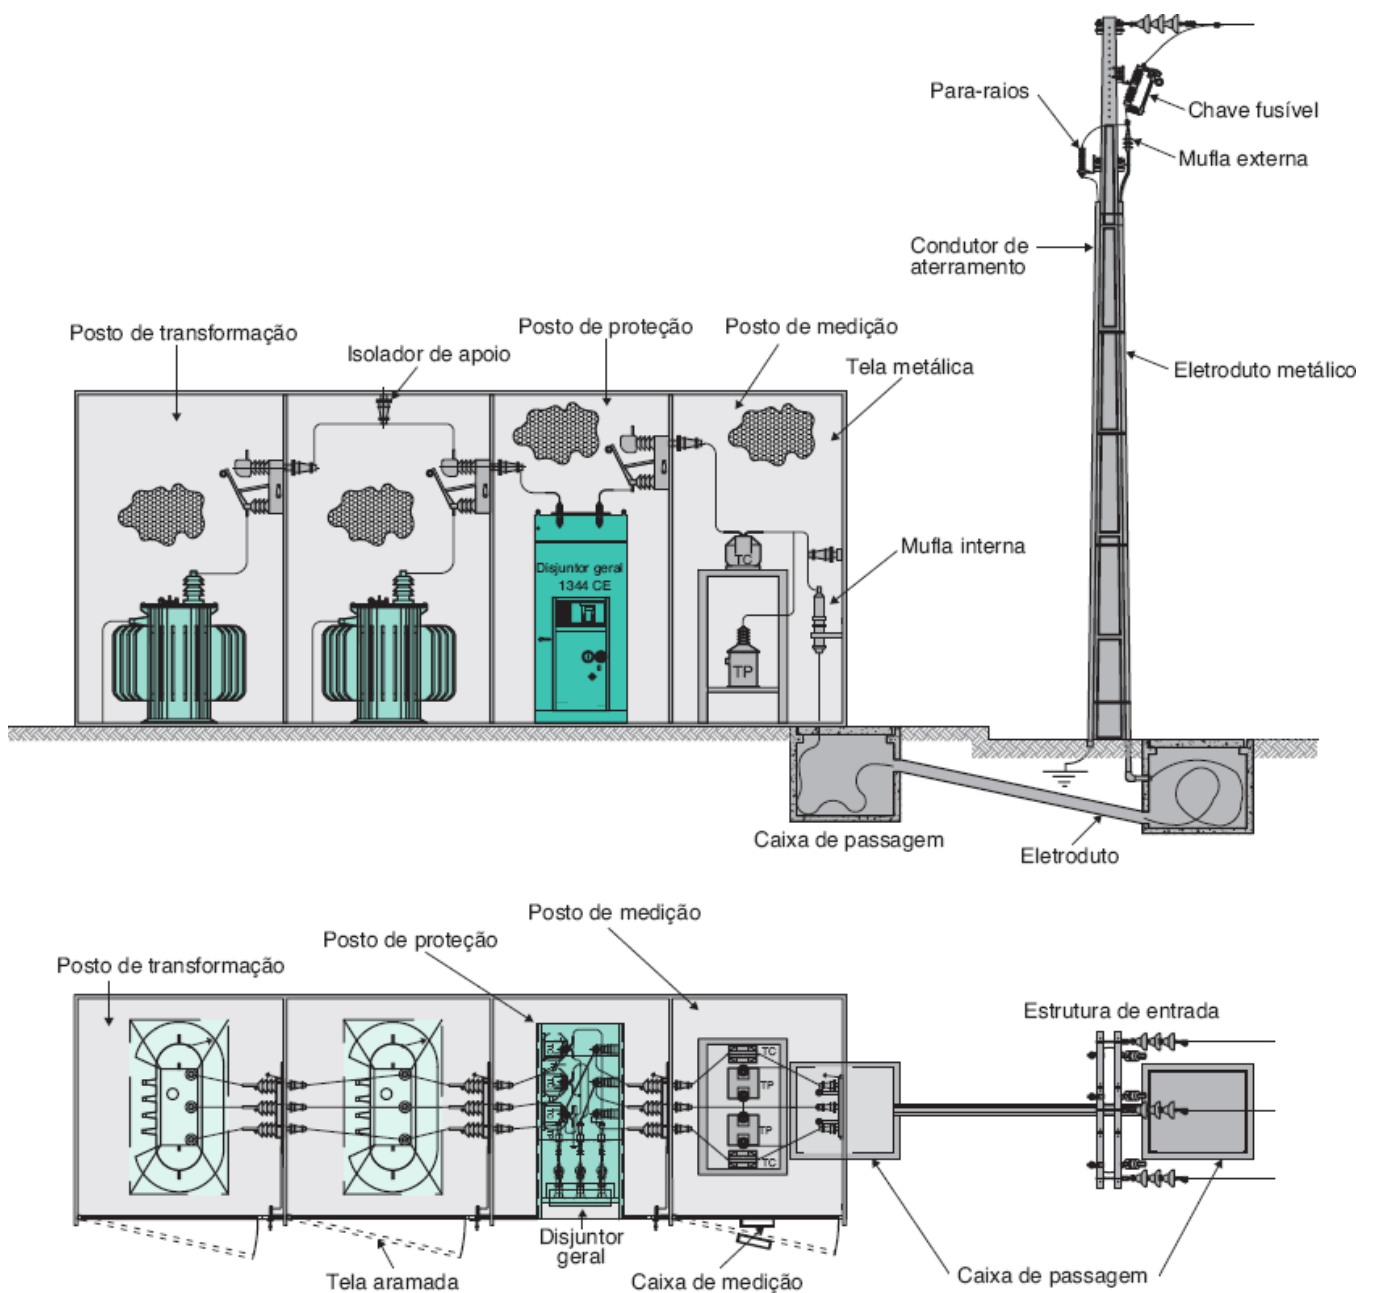 Para-raios
Chave fusível
Mufla externa
Condutor de
aterramento
Posto de proteção
Posto de medição
Posto de transformação
Isolador de apoio
Tela metálica
Eletroduto metálico
Mufla interna
TC
Disjuntor geral
1344 CE
TP
Caixa de passagem
Eletroduto
Posto de medição
Posto de proteção
Posto de transformação
Estrutura de entrada
TC
TP
TP
TC
Disjuntor
geral
Tela aramada
Caixa de medição
Caixa de passagem